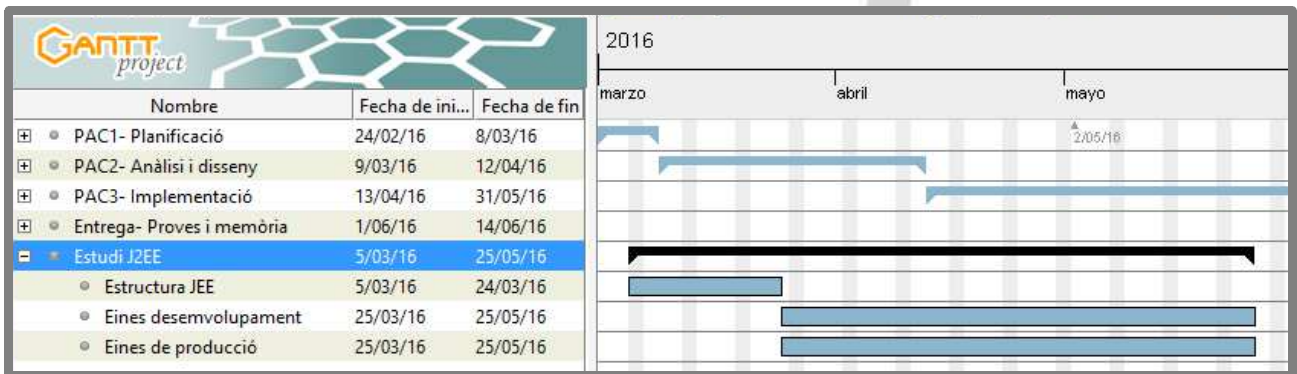 GANTT
project
2016
marzo abril mayo
Nombre Fecha de ini... Fecha de fin
2/05/16
PAC1- Planificació 24/02/16 8/03/16
PAC2- Anàlisi i disseny 9/03/16 12/04/16
PAC3- Implementació 13/04/16 31/05/16
Entrega- Proves i memòria 1/06/16 14/06/16
Estudi J2EE 5/03/16 25/05/16
Estructura JEE 5/03/16 24/03/16
Eines desemvolupament 25/03/16 25/05/16
Eines de producció 25/03/16 25/05/16